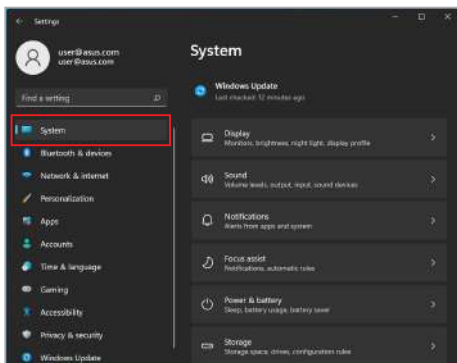 Settings
user@asus.com
user@asus.com
Find a setting
System
Bluetooth & devices
Network & internet
Personalization
Apps
Accounts
Time & language
Gaming
Accessibility
Privacy & security
Windows Update
System
Windows Update
Last checked: 12 minutes ago
Display
Monitors, brightness, night light, display profile
Sound
Volume levels, output, input, sound devices
Notifications
Alerts from apps and system
Focus assist
Notifications, automatic rules
Power & battery
Sleep, battery usage, battery saver
Storage
Storage space, drives, configuration rules